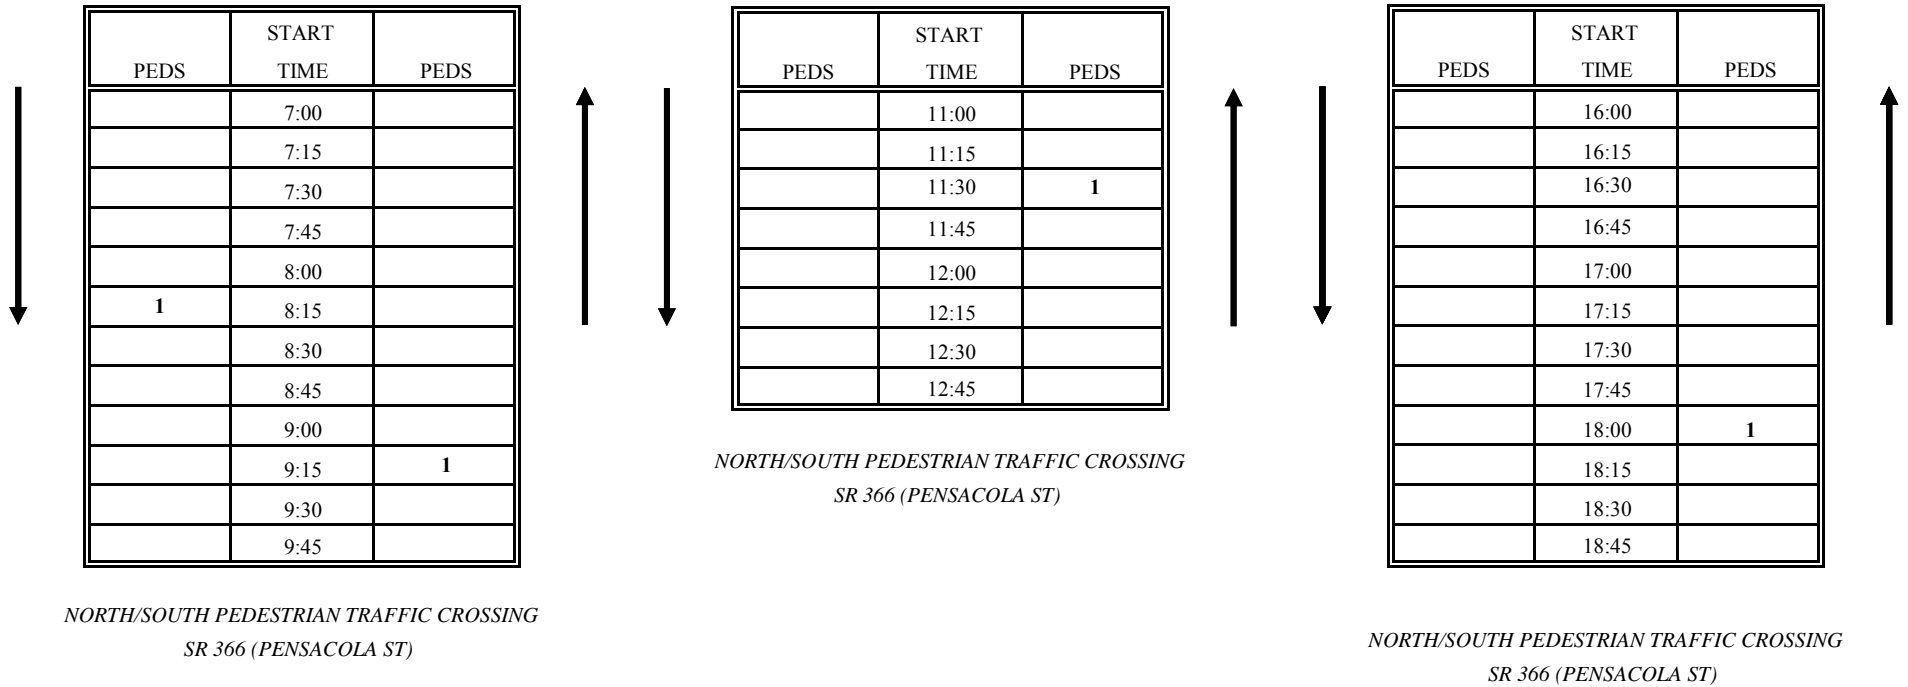 START
PEDS TIME PEDS
7:00
7:15
7:30
7:45
8:00
1 8:15
8:30
8:45
9:00
9:15 1
9:30
9:45
NORTH/SOUTH PEDESTRIAN TRAFFIC CROSSING
SR 366 (PENSACOLA ST)
START
PEDS TIME PEDS
11:00
11:15
11:30 1
11:45
12:00
12:15
12:30
12:45
NORTH/SOUTH PEDESTRIAN TRAFFIC CROSSING
SR 366 (PENSACOLA ST)
START
PEDS TIME PEDS
16:00
16:15
16:30
16:45
17:00
17:15
17:30
17:45
18:00 1
18:15
18:30
18:45
NORTH/SOUTH PEDESTRIAN TRAFFIC CROSSING
SR 366 (PENSACOLA ST)